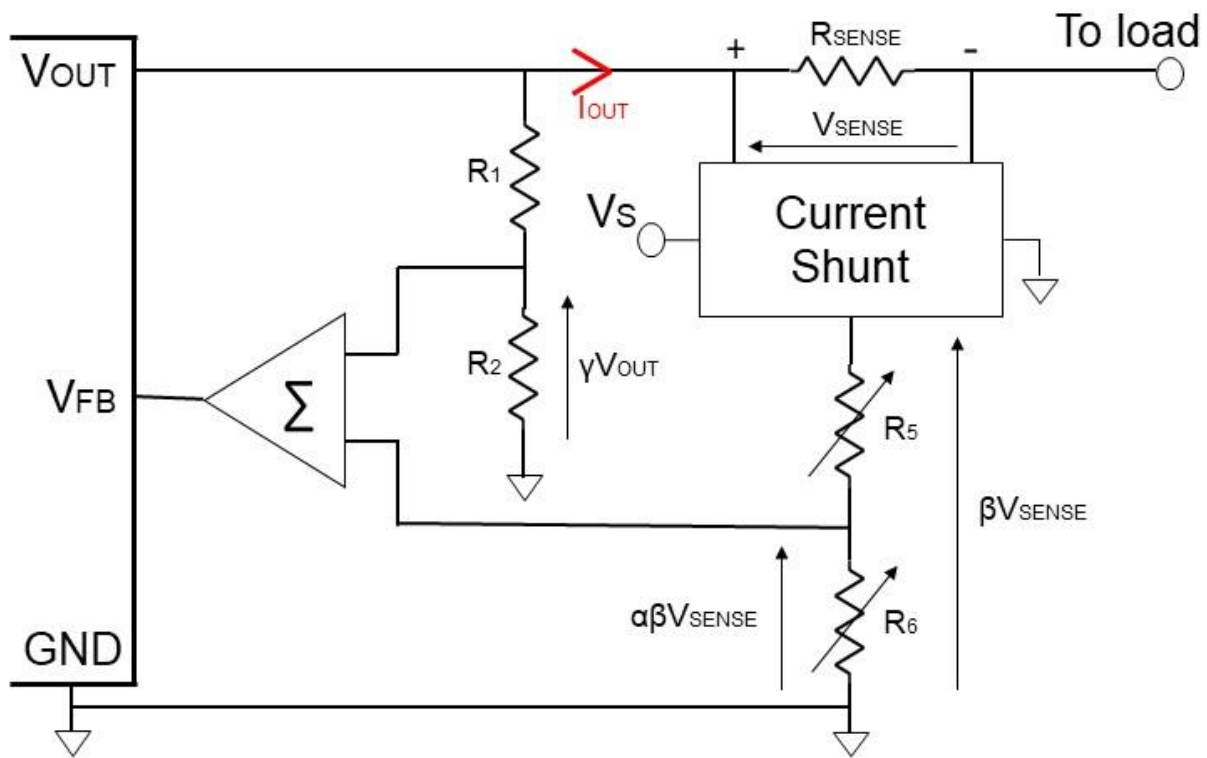 To load
RSENSE
+
-
VOUT
IOUT
VSENSE
R1
VS
Current
Shunt
R2
γVOUT
VFB
Σ
R5
βVSENSE
αβVSENSE
R6
GND